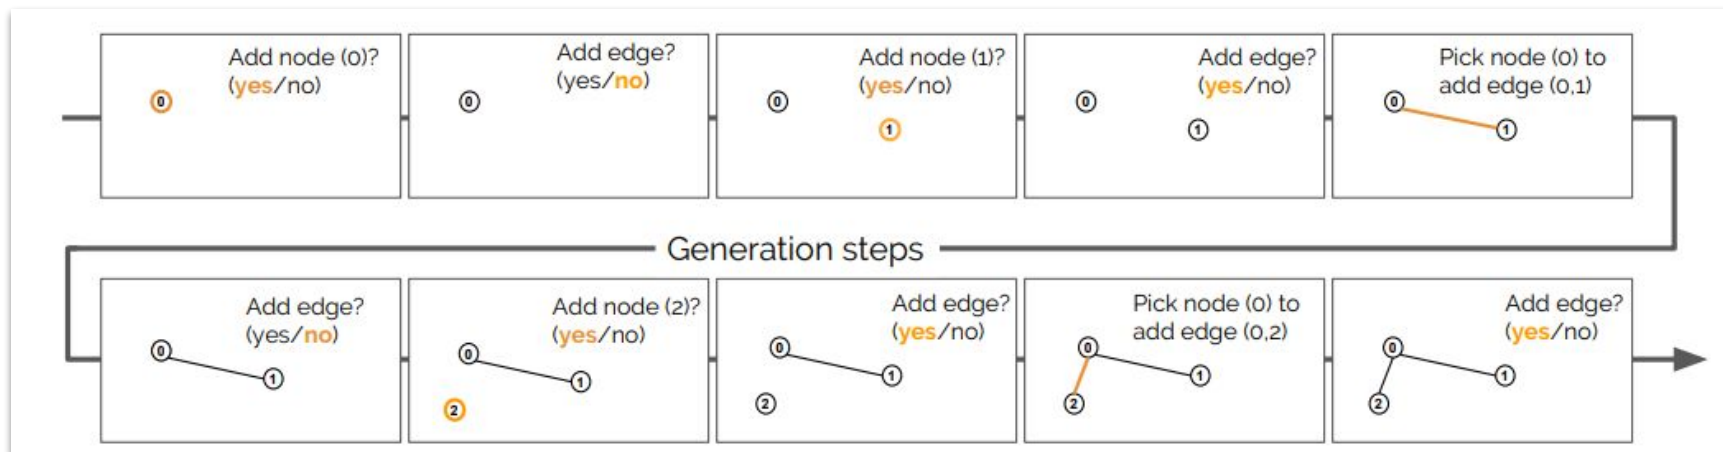 Add node (0)?
(yes/no)
0
Add edge?
(yes/no)
0
Add node (1)?
(yes/no)
0
1
Add edge?
(yes/no)
0
1
Pick node (0) to
add edge (0,1)
0
1
Generation steps
Add edge?
(yes/no)
0
1
Add node (2)?
(yes/no)
0
1
2
Add edge?
(yes/no)
0
1
2
Pick node (0) to
add edge (0,2)
0
1
2
Add edge?
(yes/no)
0
1
2